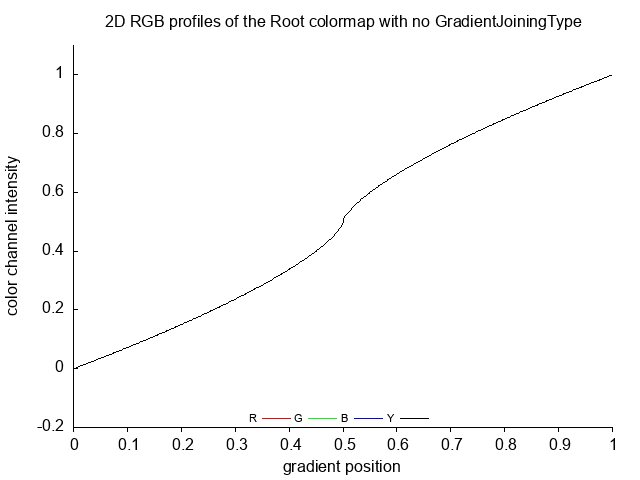 2D RGB profiles of the Root colormap with no GradientJoiningType
color channel intensity
1
0.8
0.6
0.4
0.2
0
-0.2
R G B Y
0 0.1 0.2 0.3 0.4 0.5 0.6 0.7 0.8 0.9 1
gradient position